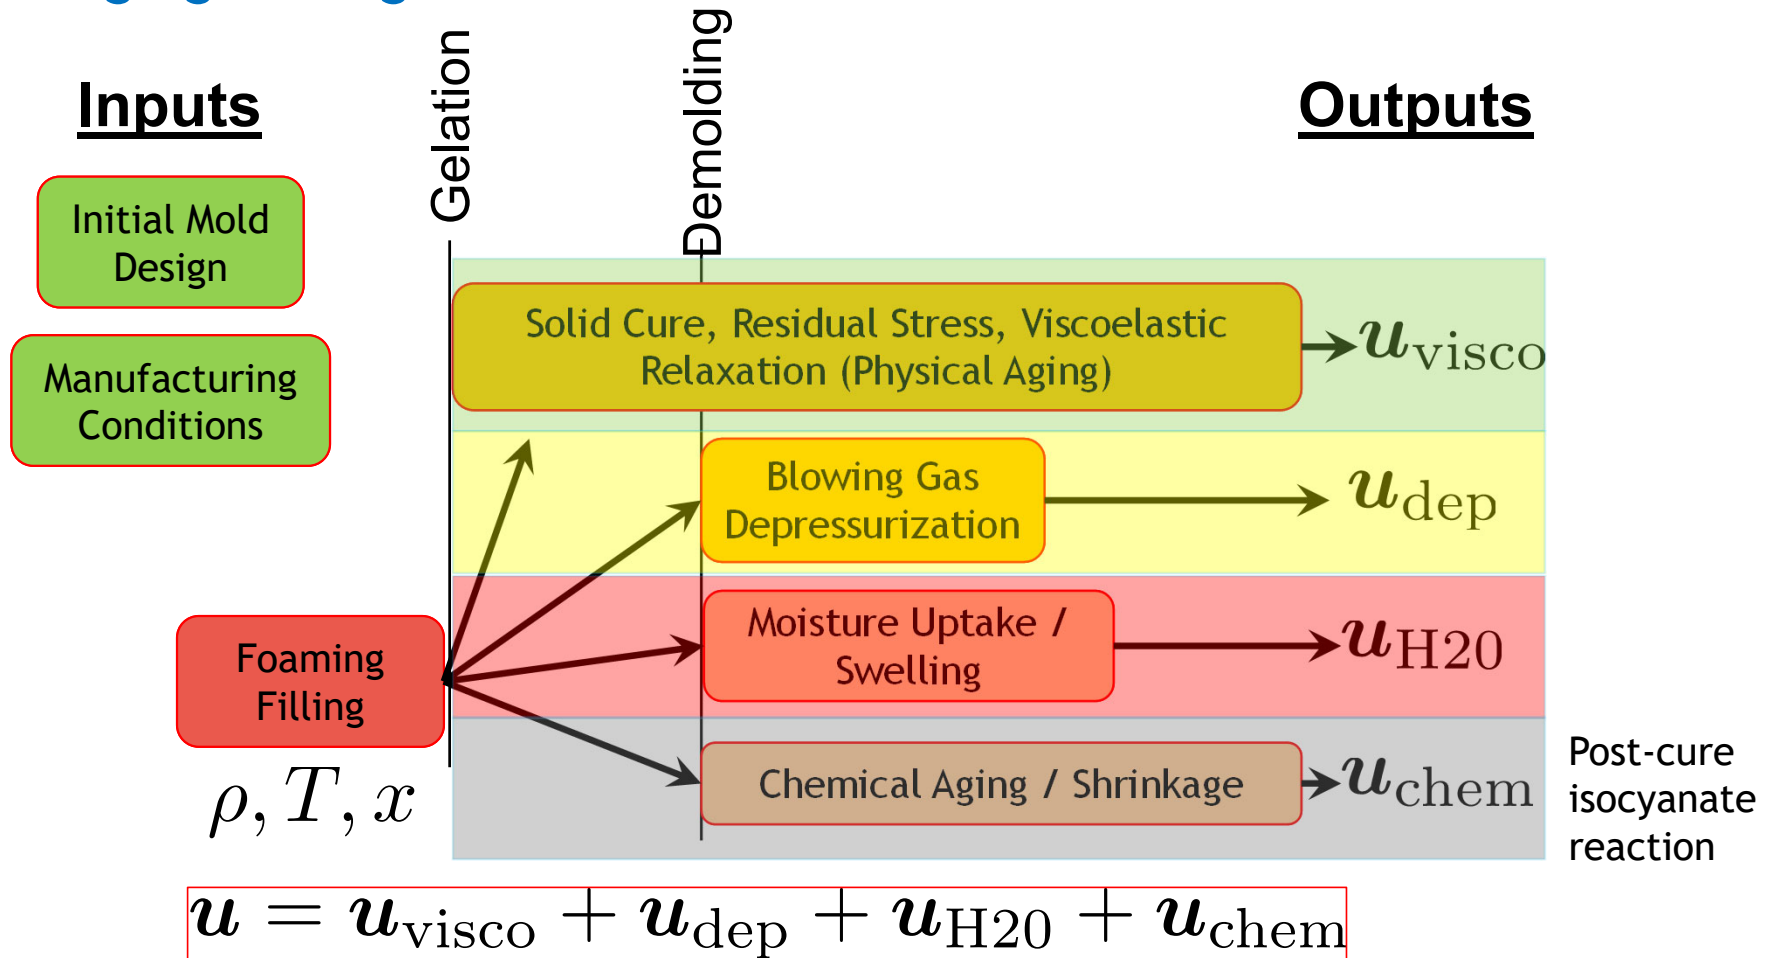 Inputs
Gelation
Demolding
Outputs
Initial Mold
Design
Manufacturing
Conditions
Solid Cure, Residual Stress, Viscoelastic
Relaxation (Physical Aging)
u_visco
Blowing Gas
Depressurization
u_dep
Foaming
Filling
ρ, T, x
Moisture Uptake /
Swelling
u_H20
Chemical Aging / Shrinkage
u_chem
Post-cure
isocyanate
reaction
u = u_visco + u_dep + u_H20 + u_chem